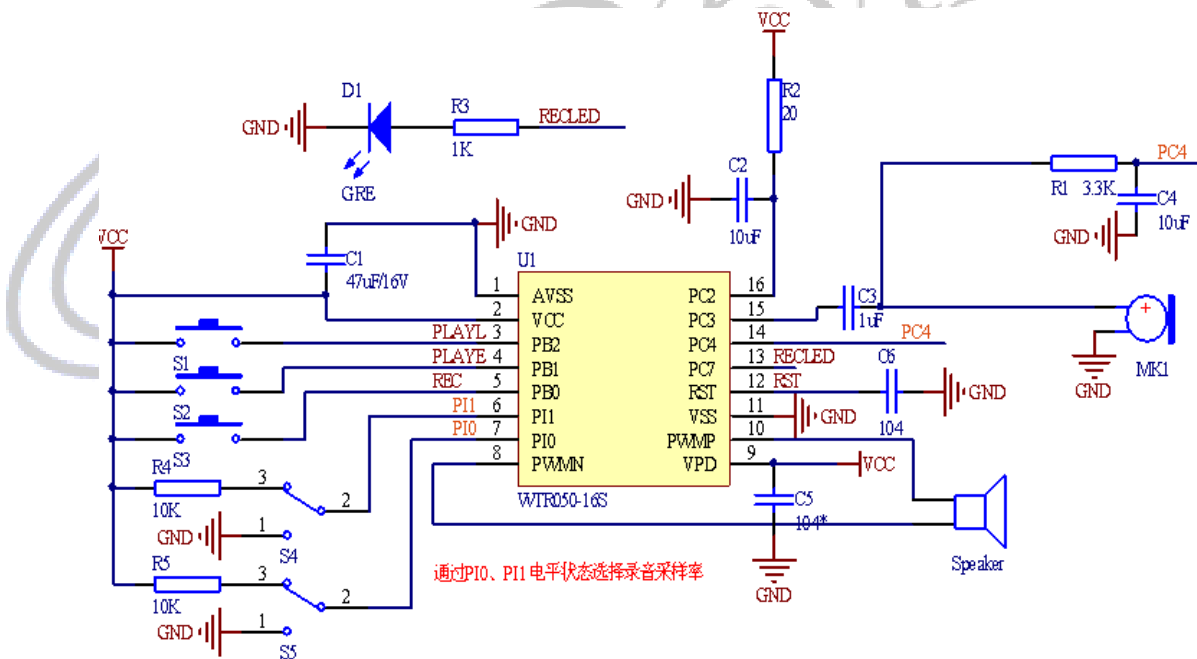 VCC
R2
20
D1
GND
R3
1K
RECLED
GRE
C2
GND
10uF
PC4
R1 3.3K
C4
10uF
GND
VCC
GND
C1
47uF/16V
U1
1 AVSS
2 VCC
PLAYL 3 PB2
PLAYE 4 PB1
REC 5 PB0
PI1 6 PI1
PI0 7 PI0
8 PWMN
PC2 16
PC3 15
PC4 14 PC4
PC7 13 RECLED
RST 12 RST
VSS 11 GND
PWMP 10
VPD 9 VCC
WTR050-16S
C3
1uF
MK1
GND
C6
104
GND
S1
S2
S3
R4
10K
3
2
GND
1
S4
R5
10K
3
2
GND
1
S5
C5
104*
GND
Speaker
通过PI0、PI1电平状态选择录音采样率